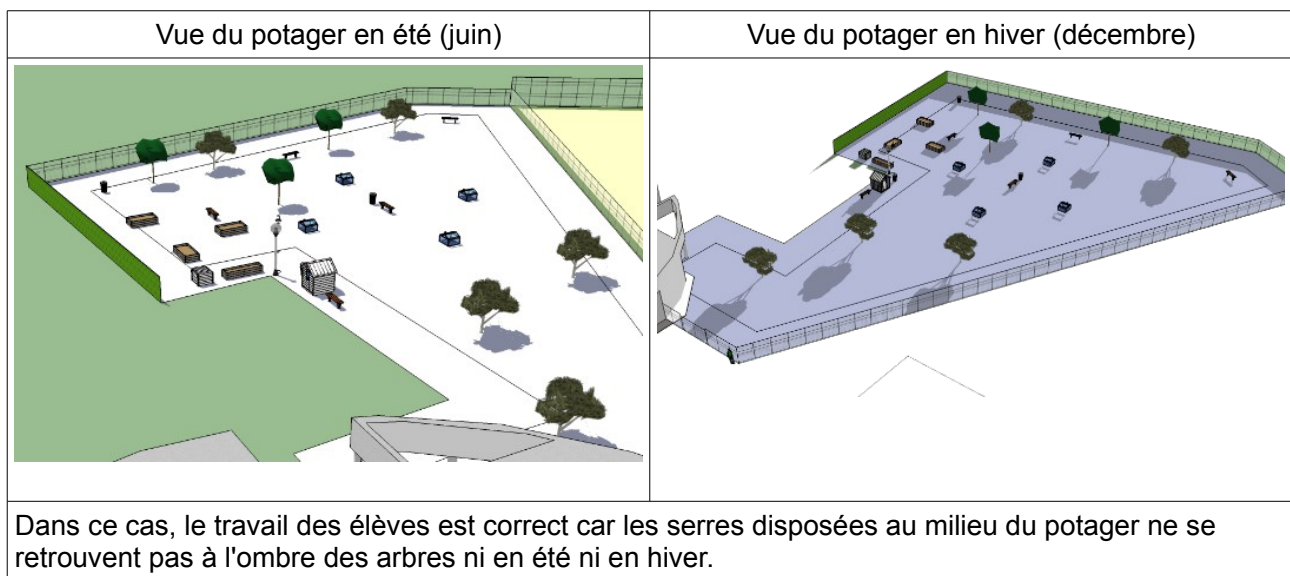 Vue du potager en été (juin)
Vue du potager en hiver (décembre)
Dans ce cas, le travail des élèves est correct car les serres disposées au milieu du potager ne se
retrouvent pas à l'ombre des arbres ni en été ni en hiver.